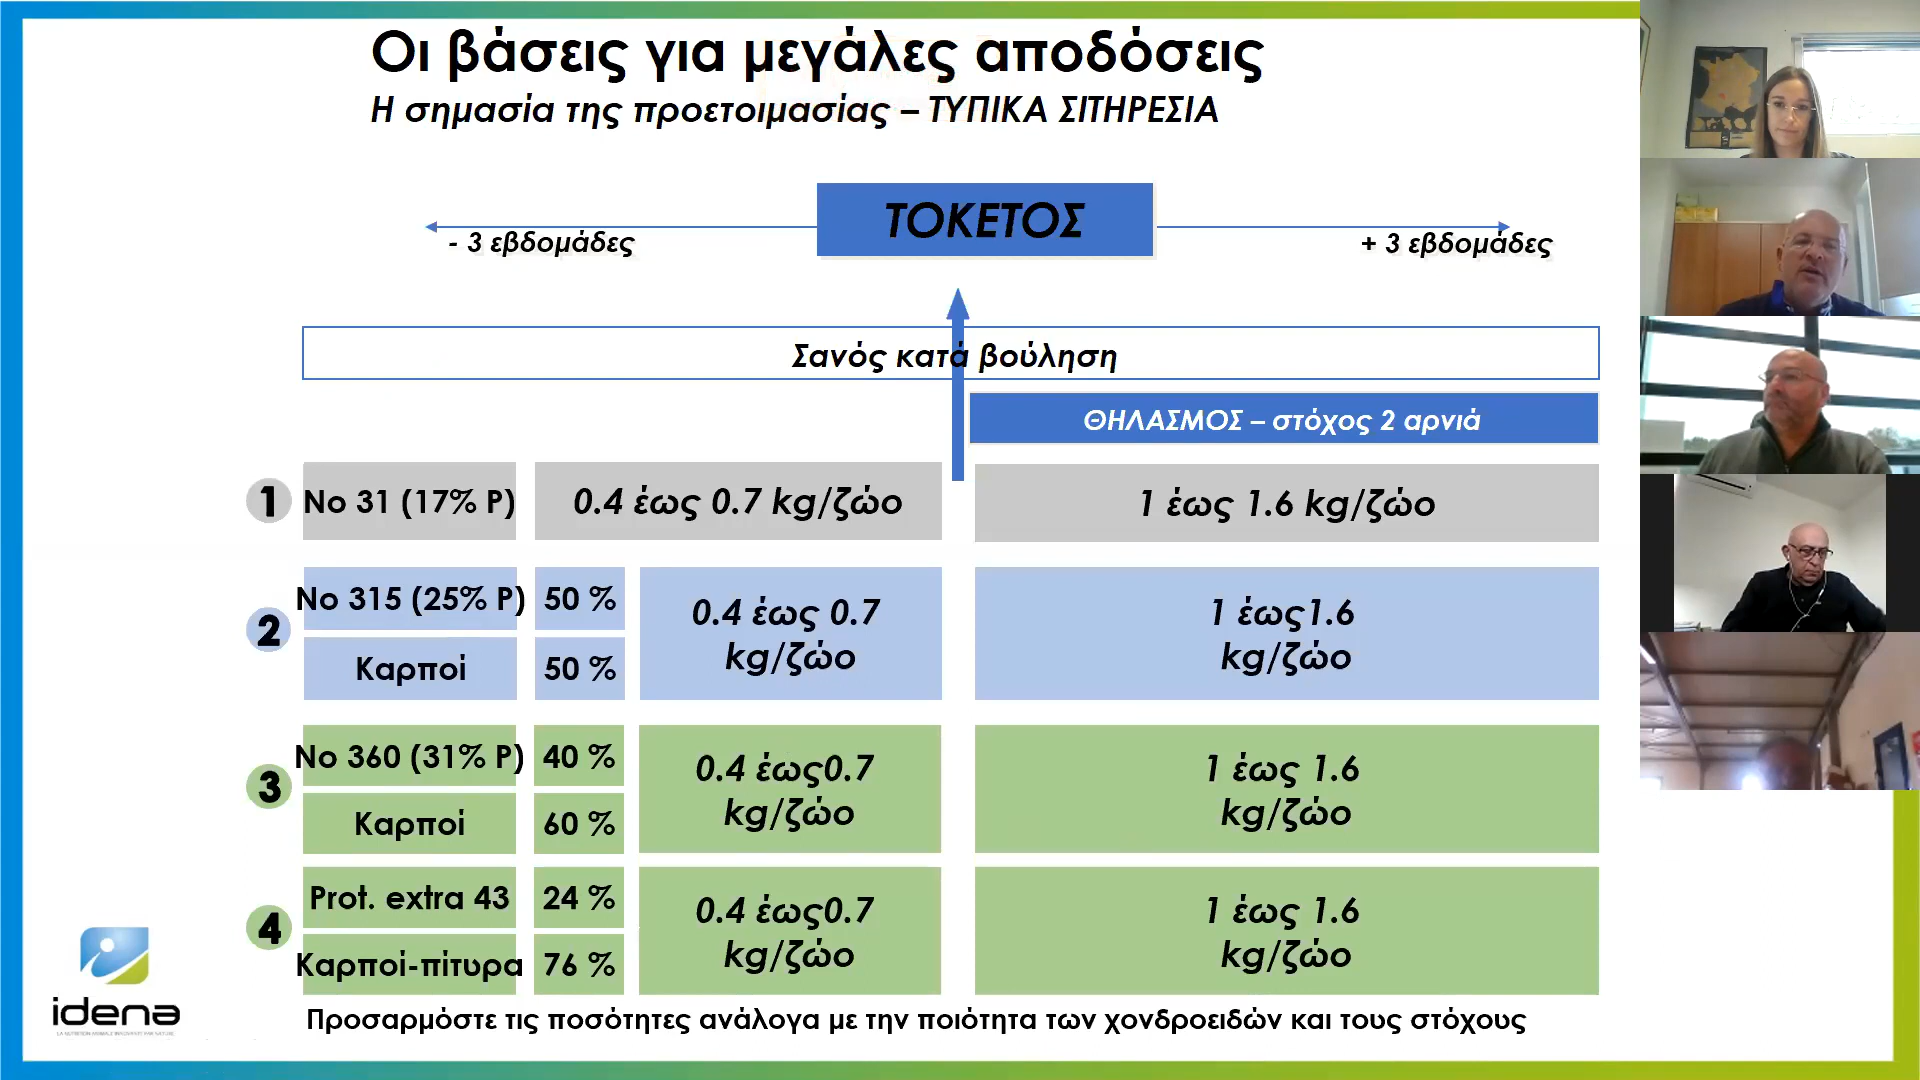 Οι βάσεις για μεγάλες αποδόσεις
Η σημασία της προετοιμασίας – ΤΥΠΙΚΑ ΣΙΤΗΡΕΣΙΑ
ΤΟΚΕΤΟΣ
- 3 εβδομάδες
+ 3 εβδομάδες
Σανός κατά βούληση
ΘΗΛΑΣΜΟΣ – στόχος 2 αρνιά
1 No 31 (17% P) 0.4 έως 0.7 kg/ζώο 1 έως 1.6 kg/ζώο
2
No 315 (25% P) 50 %
Καρποί 50 %
0.4 έως 0.7
kg/ζώο
1 έως1.6
kg/ζώο
3
No 360 (31% P) 40 %
Καρποί 60 %
0.4 έως0.7
kg/ζώο
1 έως 1.6
kg/ζώο
4
Prot. extra 43 24 %
Καρποί-πίτυρα 76 %
0.4 έως0.7
kg/ζώο
1 έως 1.6
kg/ζώο
idena
Προσαρμόστε τις ποσότητες ανάλογα με την ποιότητα των χονδροειδών και τους στόχους